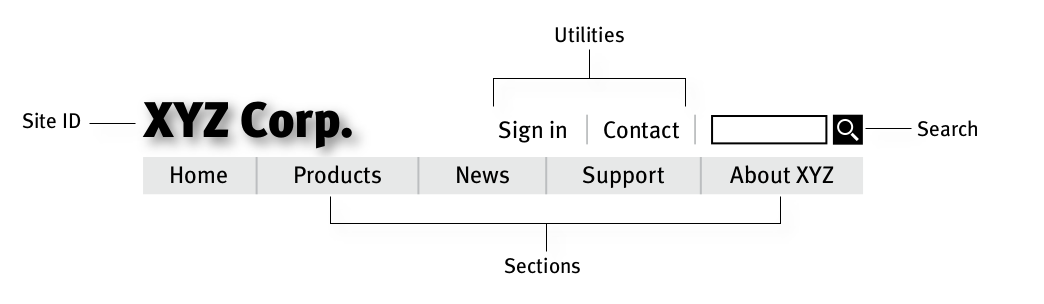 Utilities
Site ID
XYZ Corp.
Sign in
Contact
Search
Home
Products
News
Support
About XYZ
Sections